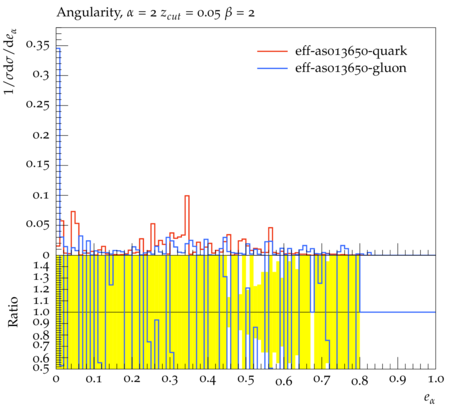 Angularity, α = 2 z_cut = 0.05 β = 2
1/σdσ/de_α
0.35
0.3
0.25
0.2
0.15
0.1
0.05
0
eff-as013650-quark
eff-as013650-gluon
Ratio
1.4
1.3
1.2
1.1
1.0
0.9
0.8
0.7
0.6
0.5
0 0.1 0.2 0.3 0.4 0.5 0.6 0.7 0.8 0.9 1.0
e_α